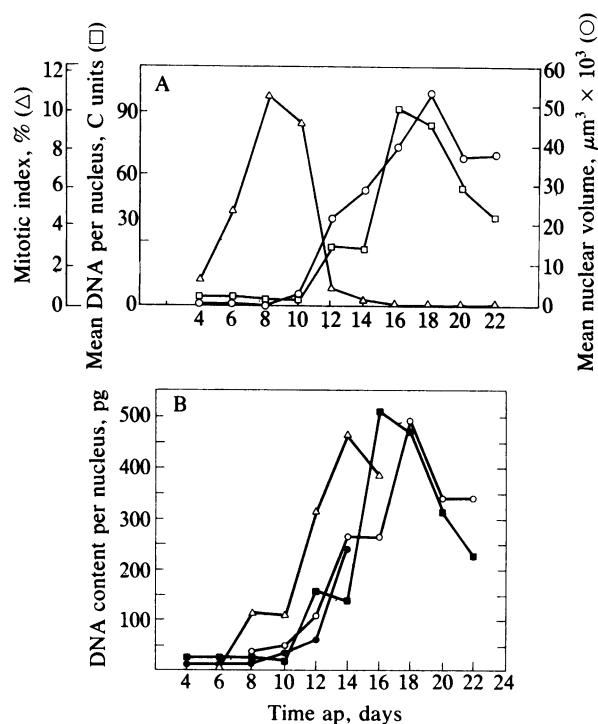 A
Mitotic index, % (△)
12
10
8
6
4
2
0
Mean DNA per nucleus, C units (□)
90
60
30
0
60
50
40
30
20
10
0
Mean nuclear volume, μm³ × 10³ (○)
4 6 8 10 12 14 16 18 20 22
B
DNA content per nucleus, pg
500
400
300
200
100
4 6 8 10 12 14 16 18 20 22 24
Time ap, days